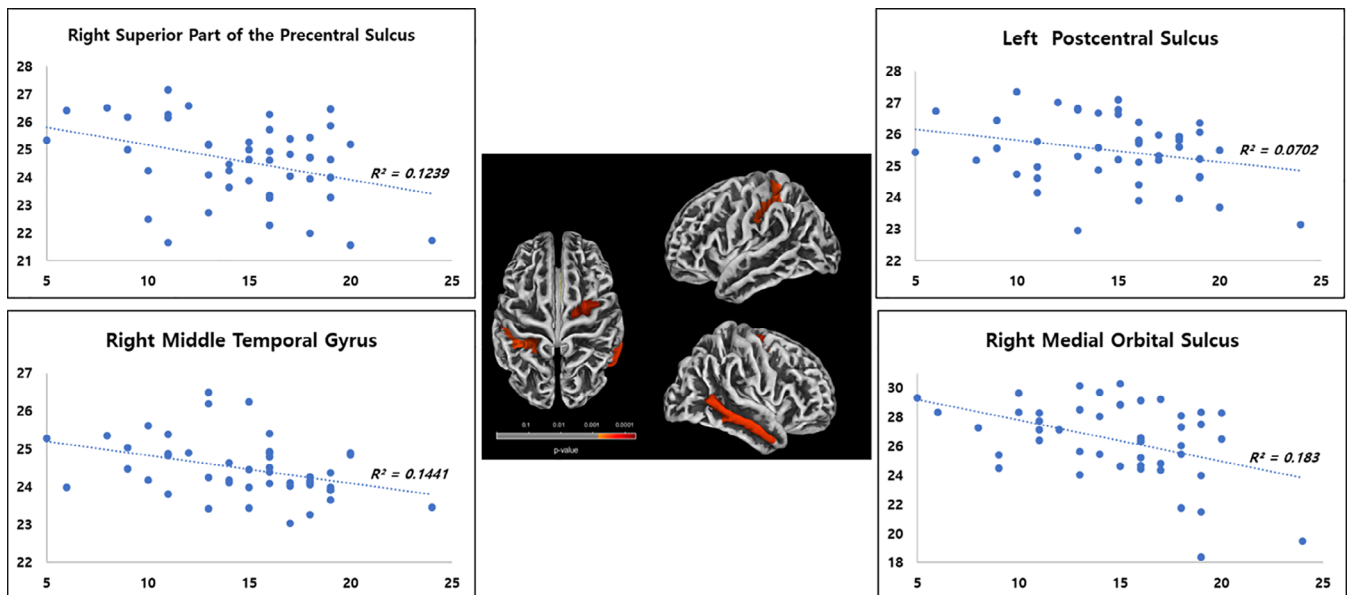 Right Superior Part of the Precentral Sulcus
28
27
26
25
24
23
22
21
R² = 0.1239
5 10 15 20 25
Left Postcentral Sulcus
28
27
26
25
24
23
22
R² = 0.0702
5 10 15 20 25
0.1 0.01 0.001 0.0001
p-value
Right Middle Temporal Gyrus
27
26
25
24
23
22
R² = 0.1441
5 10 15 20 25
Right Medial Orbital Sulcus
30
28
26
24
22
20
18
R² = 0.183
5 10 15 20 25